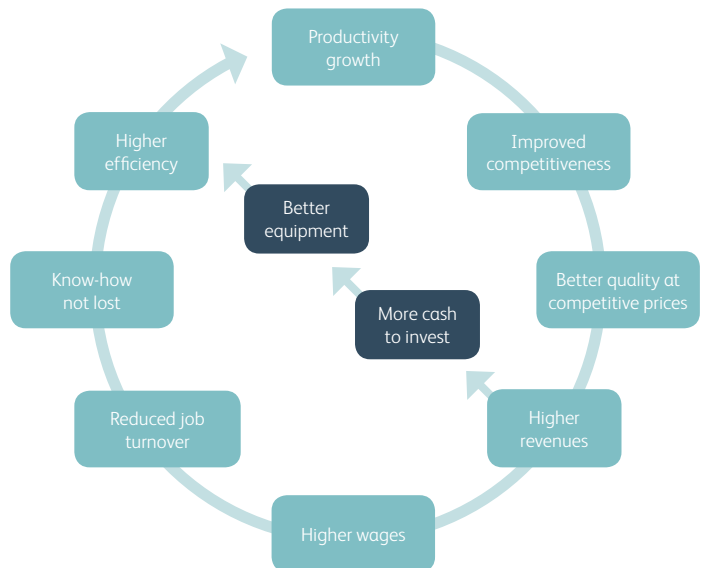 Productivity
growth
Improved
competitiveness
Better quality at
competitive prices
Higher
revenues
Higher wages
Reduced job
turnover
Know-how
not lost
Higher
efficiency
Better
equipment
More cash
to invest